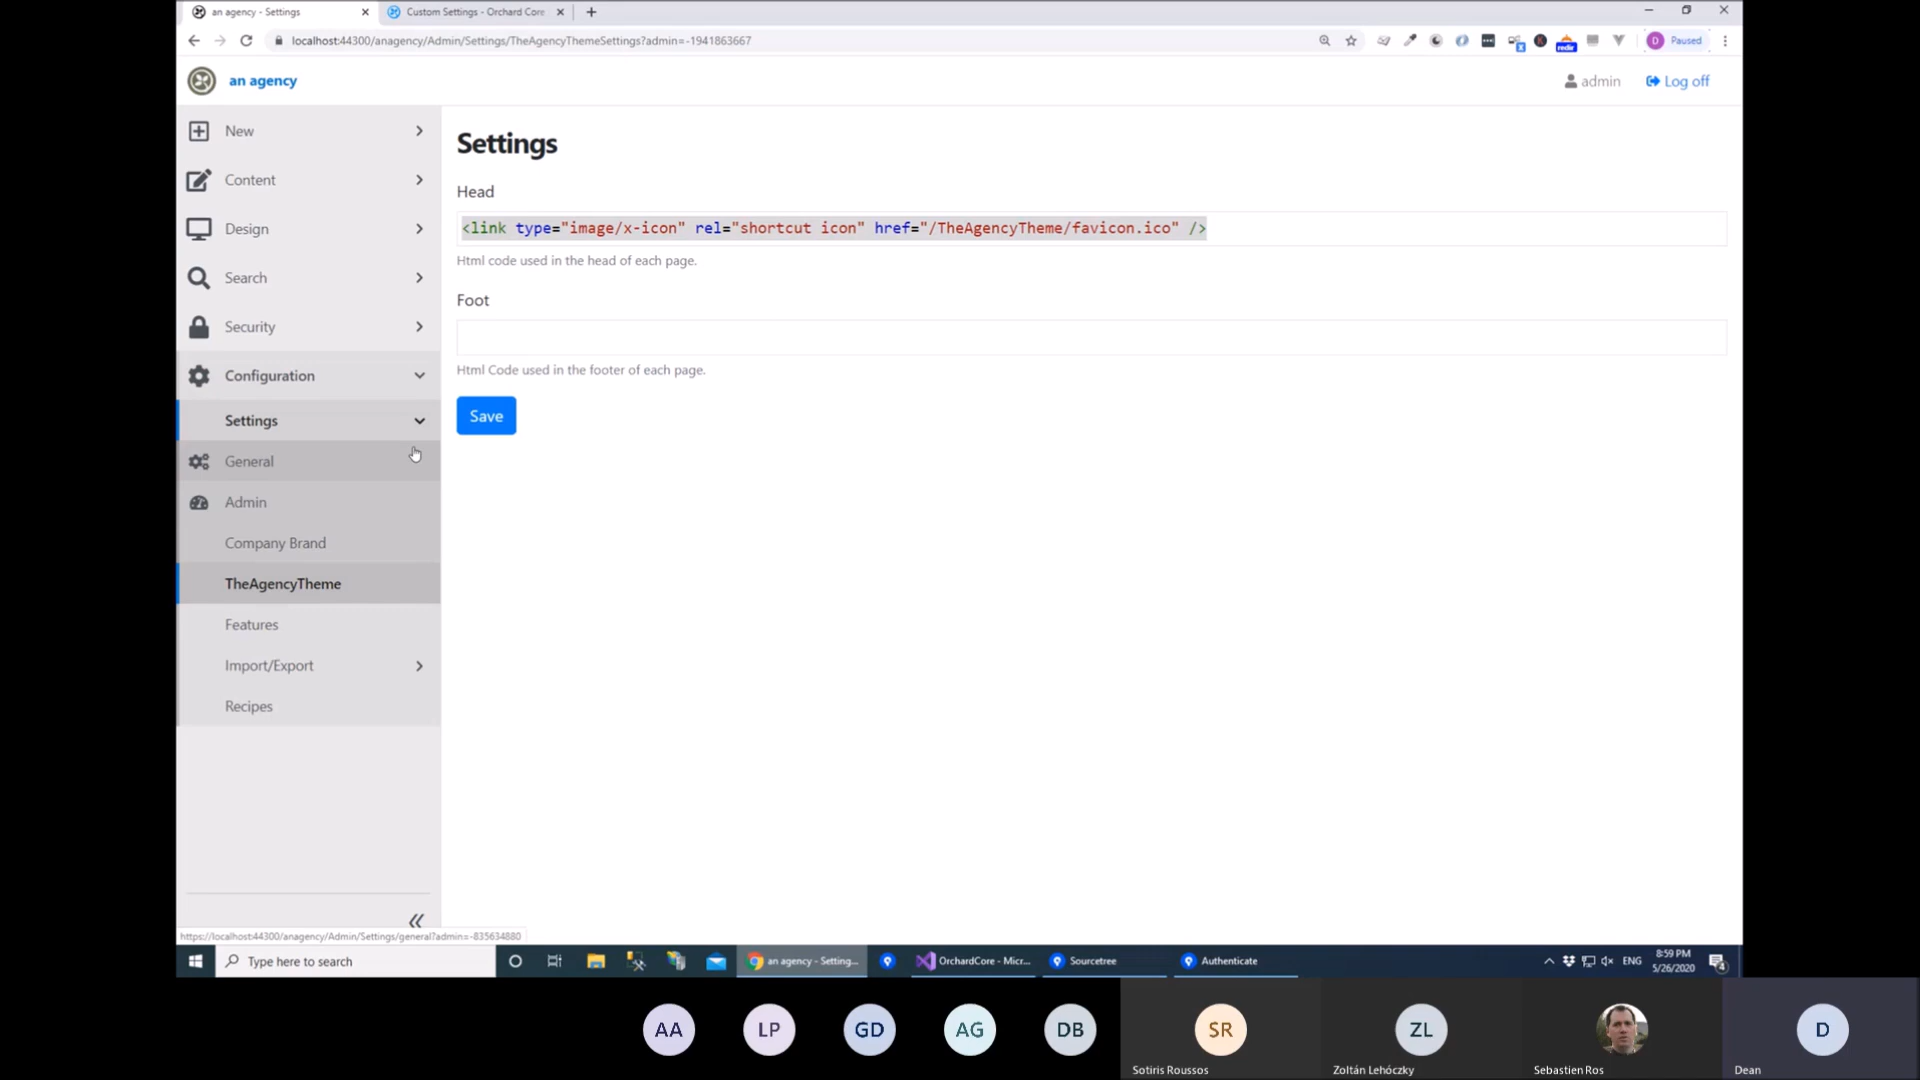 an agency - Settings
Custom Settings - Orchard Core
localhost:44300/anagency/Admin/Settings/TheAgencyThemeSettings?admin=-1941863667
redir
D
Paused
an agency
admin
Log off
New
Content
Design
Search
Security
Configuration
Settings
General
Admin
Company Brand
TheAgencyTheme
Features
Import/Export
Recipes
Settings
Head
<link type="image/x-icon" rel="shortcut icon" href="/TheAgencyTheme/favicon.ico" />
Html code used in the head of each page.
Foot
Html Code used in the footer of each page.
Save
https://localhost:44300/anagency/Admin/Settings/general?admin=-835634880
Type here to search
an agency - Setting...
OrchardCore - Micr...
Sourcetree
Authenticate
ENG
8:59 PM
5/26/2020
4
AA
LP
GD
AG
DB
SR
ZL
D
Sotiris Roussos
Zoltán Lehóczky
Sebastien Ros
Dean